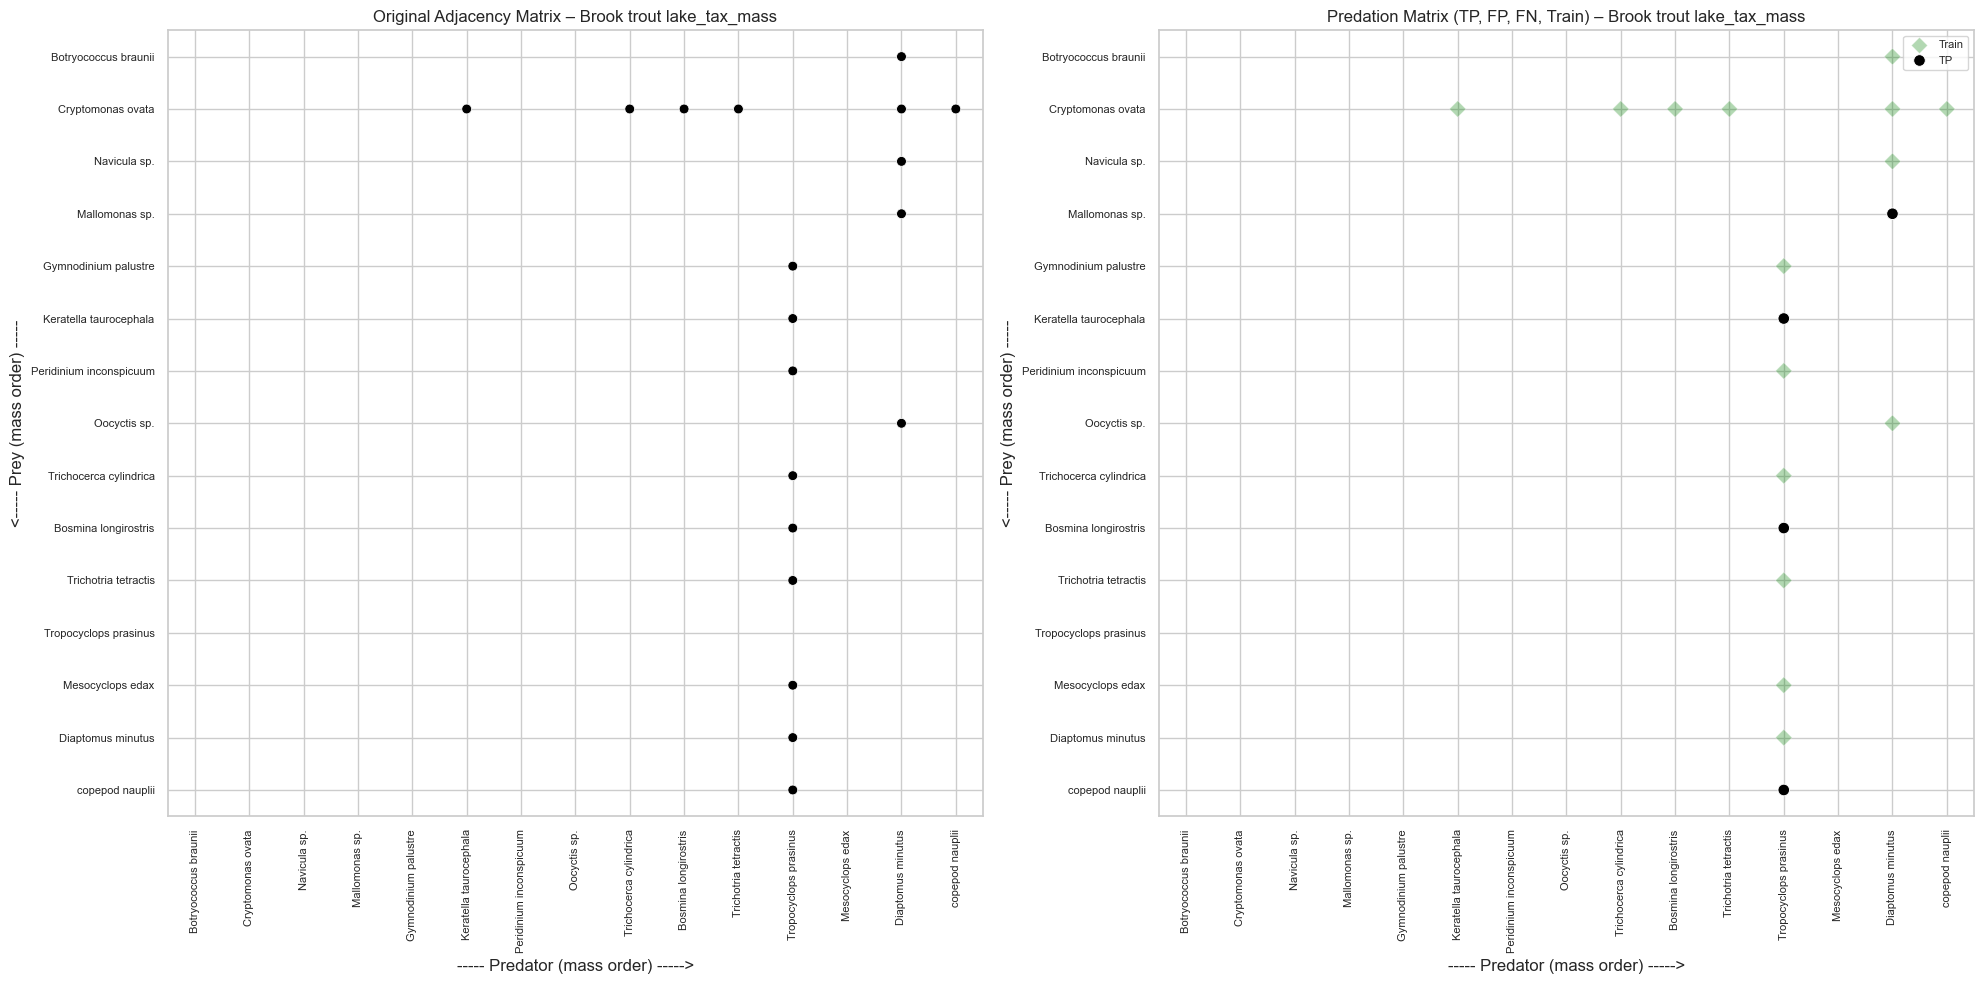 Original Adjacency Matrix – Brook trout lake_tax_mass
<----- Prey (mass order) -----
Botryococcus braunii
Cryptomonas ovata
Navicula sp.
Mallomonas sp.
Gymnodinium palustre
Keratella taurocephala
Peridinium inconspicuum
Oocyctis sp.
Trichocerca cylindrica
Bosmina longirostris
Trichotria tetractis
Tropocyclops prasinus
Mesocyclops edax
Diaptomus minutus
copepod nauplii
Botryococcus braunii
Cryptomonas ovata
Navicula sp.
Mallomonas sp.
Gymnodinium palustre
Keratella taurocephala
Peridinium inconspicuum
Oocyctis sp.
Trichocerca cylindrica
Bosmina longirostris
Trichotria tetractis
Tropocyclops prasinus
Mesocyclops edax
Diaptomus minutus
copepod nauplii
----- Predator (mass order) ----->
Predation Matrix (TP, FP, FN, Train) – Brook trout lake_tax_mass
Train
TP
<----- Prey (mass order) -----
Botryococcus braunii
Cryptomonas ovata
Navicula sp.
Mallomonas sp.
Gymnodinium palustre
Keratella taurocephala
Peridinium inconspicuum
Oocyctis sp.
Trichocerca cylindrica
Bosmina longirostris
Trichotria tetractis
Tropocyclops prasinus
Mesocyclops edax
Diaptomus minutus
copepod nauplii
Botryococcus braunii
Cryptomonas ovata
Navicula sp.
Mallomonas sp.
Gymnodinium palustre
Keratella taurocephala
Peridinium inconspicuum
Oocyctis sp.
Trichocerca cylindrica
Bosmina longirostris
Trichotria tetractis
Tropocyclops prasinus
Mesocyclops edax
Diaptomus minutus
copepod nauplii
----- Predator (mass order) ----->